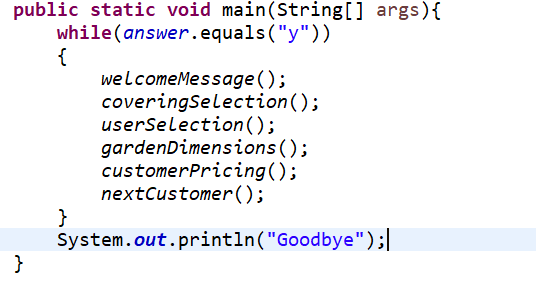 public static void main(String[] args){
while(answer.equals("y"))
{
welcomeMessage();
coveringSelection();
userSelection();
gardenDimensions();
customerPricing();
nextCustomer();
}
System.out.println("Goodbye");
}